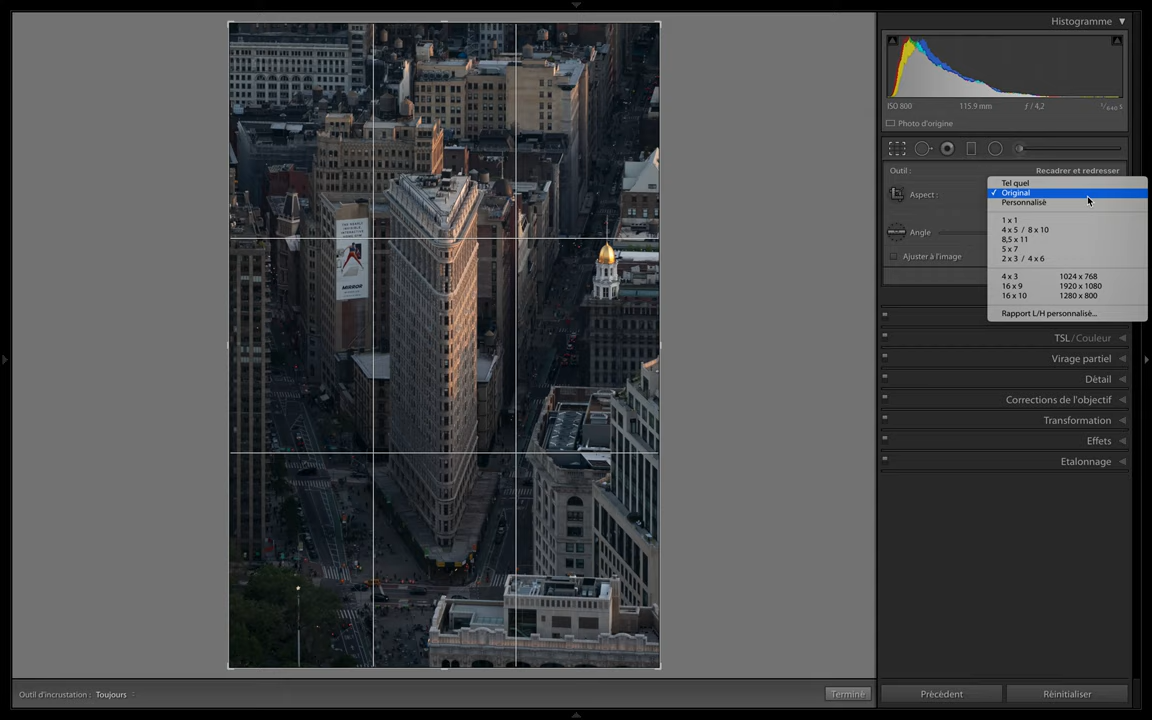 Histogramme
ISO 800 115.9 mm ƒ / 4,2 1/640 s
Photo d'origine
Outil : Recadrer et redresser
Aspect :
Tel quel
✓ Original
Personnalisé
1 x 1
4 x 5 / 8 x 10
8,5 x 11
5 x 7
2 x 3 / 4 x 6
4 x 3 1024 x 768
16 x 9 1920 x 1080
16 x 10 1280 x 800
Rapport L/H personnalisé...
Angle
Ajuster à l'image
TSL / Couleur
Virage partiel
Détail
Corrections de l'objectif
Transformation
Effets
Etalonnage
Outil d'incrustation : Toujours
Terminé
Précédent
Réinitialiser